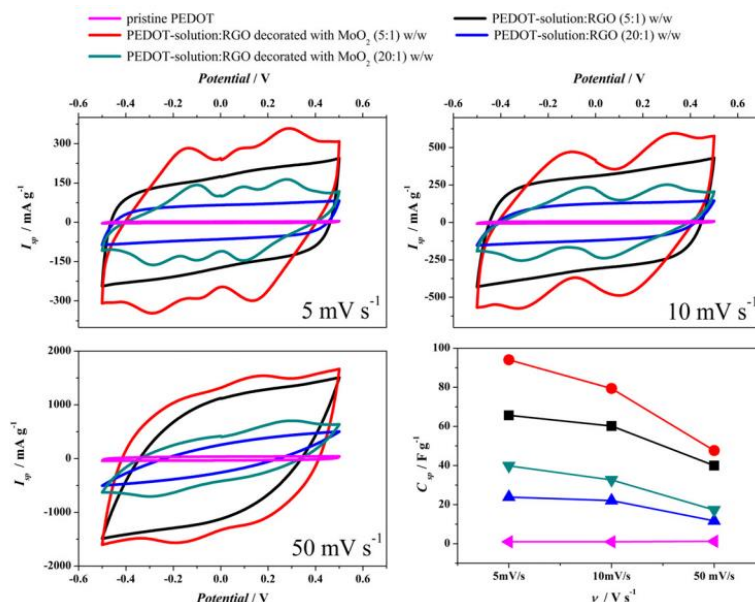 pristine PEDOT
PEDOT-solution:RGO decorated with MoO₂ (5:1) w/w
PEDOT-solution:RGO decorated with MoO₂ (20:1) w/w
PEDOT-solution:RGO (5:1) w/w
PEDOT-solution:RGO (20:1) w/w
Potential / V
-0.6 -0.4 -0.2 0.0 0.2 0.4 0.6
300
150
0
-150
-300
I sp / mA g⁻¹
5 mV s⁻¹
Potential / V
-0.6 -0.4 -0.2 0.0 0.2 0.4 0.6
500
250
0
-250
-500
I sp / mA g⁻¹
10 mV s⁻¹
2000
1000
0
-1000
-2000
I sp / mA g⁻¹
50 mV s⁻¹
-0.6 -0.4 -0.2 0.0 0.2 0.4 0.6
Potential / V
100
80
60
40
20
0
C sp / F g⁻¹
5mV/s 10mV/s 50 mV/s
v / V s⁻¹